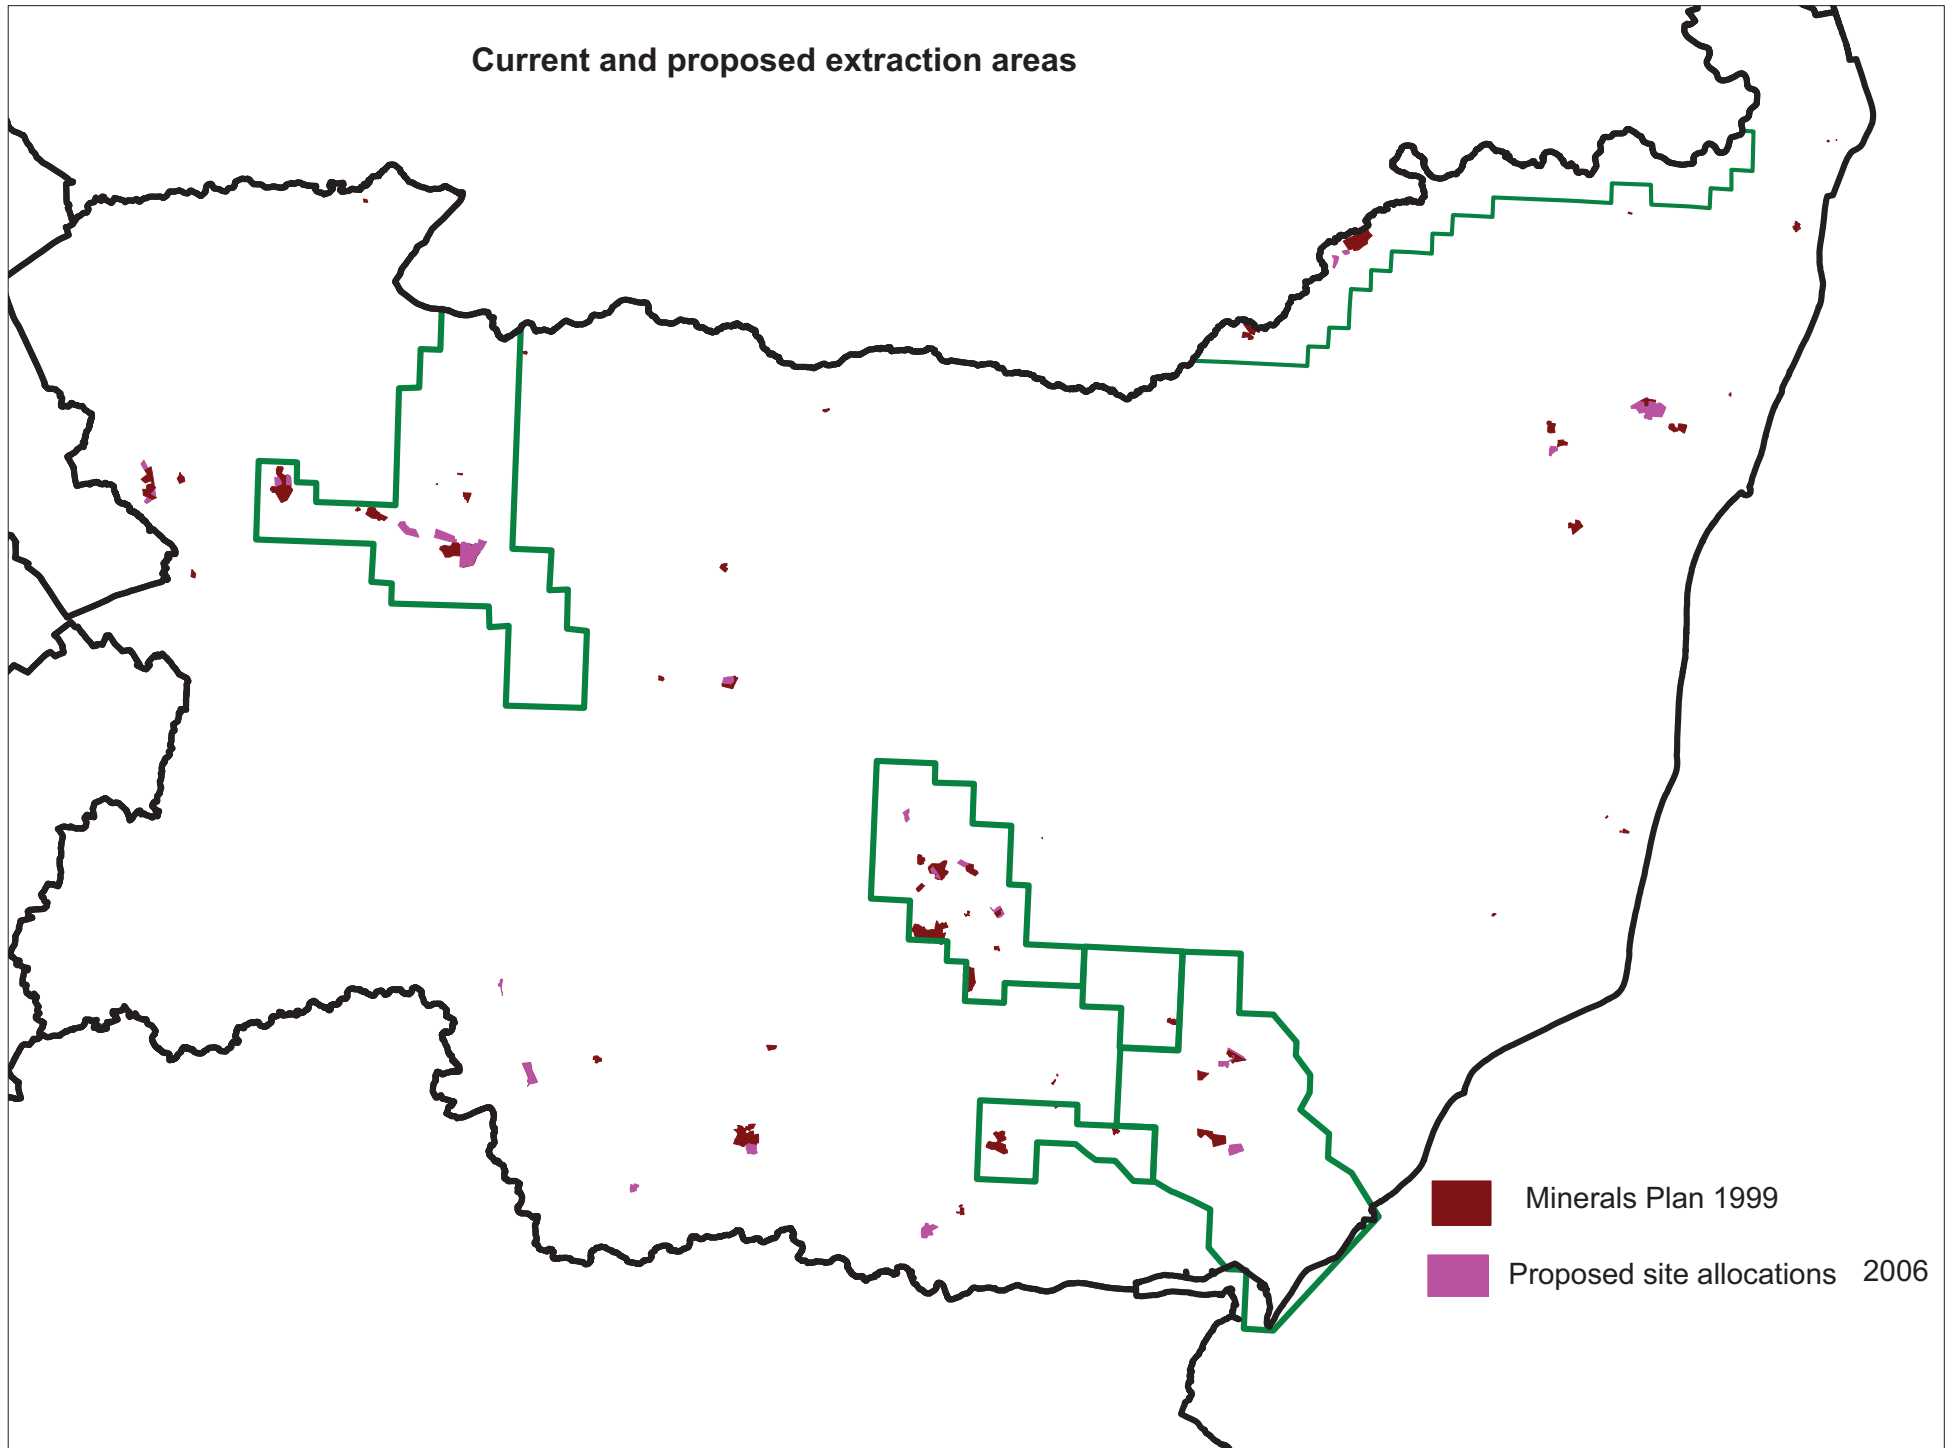 Current and proposed extraction areas
Minerals Plan 1999
Proposed site allocations 2006